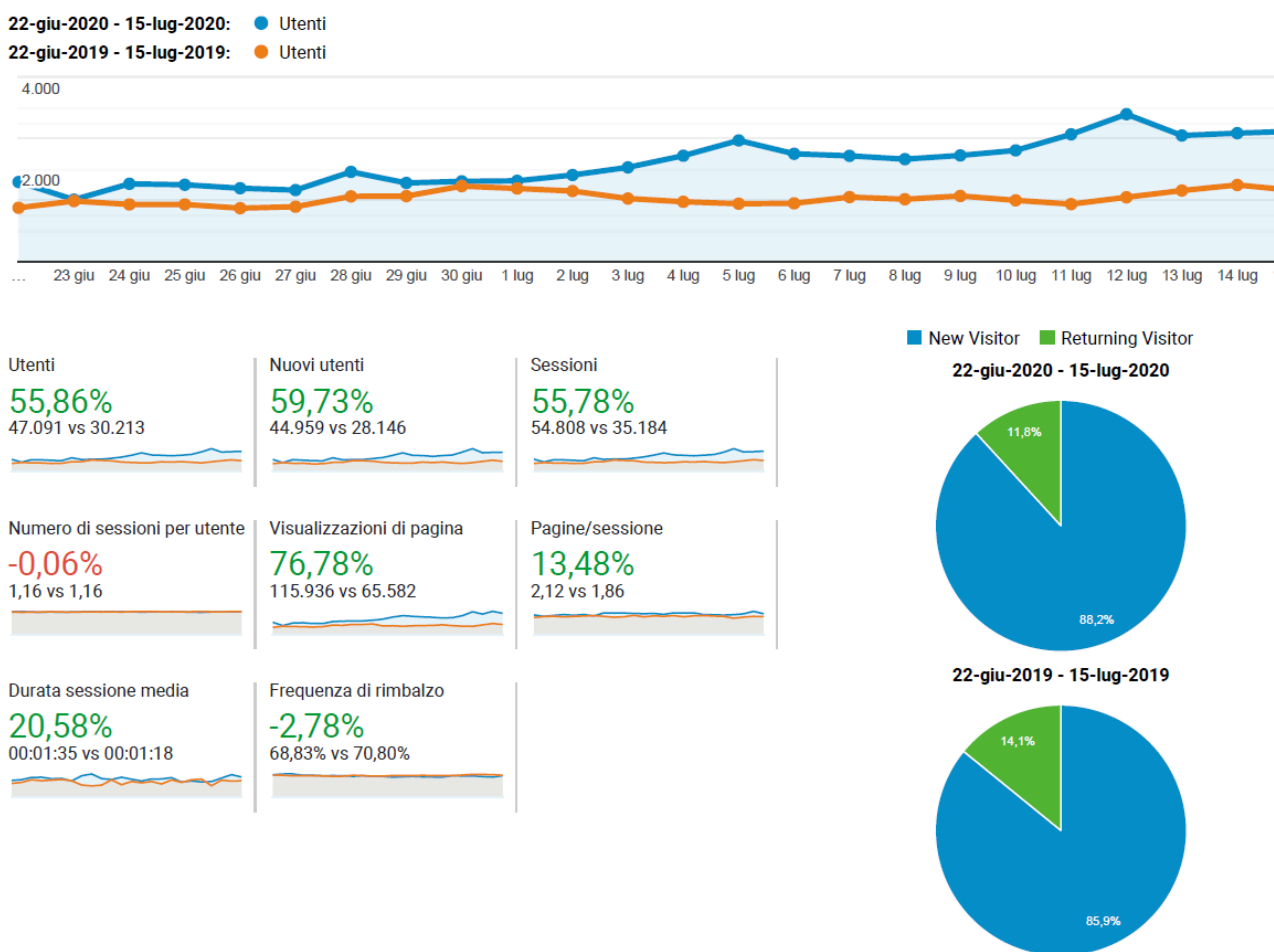 22-giu-2020 - 15-lug-2020: Utenti
22-giu-2019 - 15-lug-2019: Utenti
4.000
2.000
... 23 giu 24 giu 25 giu 26 giu 27 giu 28 giu 29 giu 30 giu 1 lug 2 lug 3 lug 4 lug 5 lug 6 lug 7 lug 8 lug 9 lug 10 lug 11 lug 12 lug 13 lug 14 lug
Utenti
55,86%
47.091 vs 30.213
Nuovi utenti
59,73%
44.959 vs 28.146
Sessioni
55,78%
54.808 vs 35.184
Numero di sessioni per utente
-0,06%
1,16 vs 1,16
Visualizzazioni di pagina
76,78%
115.936 vs 65.582
Pagine/sessione
13,48%
2,12 vs 1,86
Durata sessione media
20,58%
00:01:35 vs 00:01:18
Frequenza di rimbalzo
-2,78%
68,83% vs 70,80%
New Visitor Returning Visitor
22-giu-2020 - 15-lug-2020
11,8%
88,2%
22-giu-2019 - 15-lug-2019
14,1%
85,9%